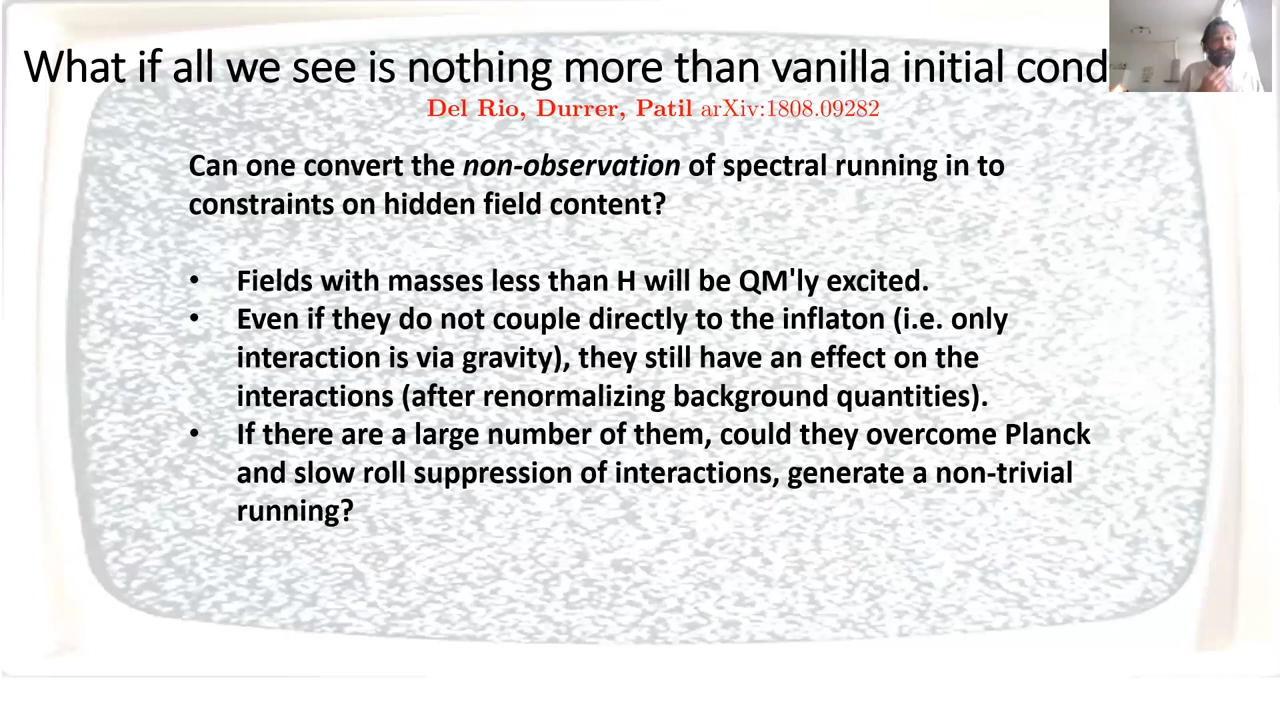 What if all we see is nothing more than vanilla initial cond
Del Rio, Durrer, Patil arXiv:1808.09282
Can one convert the non-observation of spectral running in to
constraints on hidden field content?
• Fields with masses less than H will be QM'ly excited.
• Even if they do not couple directly to the inflaton (i.e. only
interaction is via gravity), they still have an effect on the
interactions (after renormalizing background quantities).
• If there are a large number of them, could they overcome Planck
and slow roll suppression of interactions, generate a non-trivial
running?